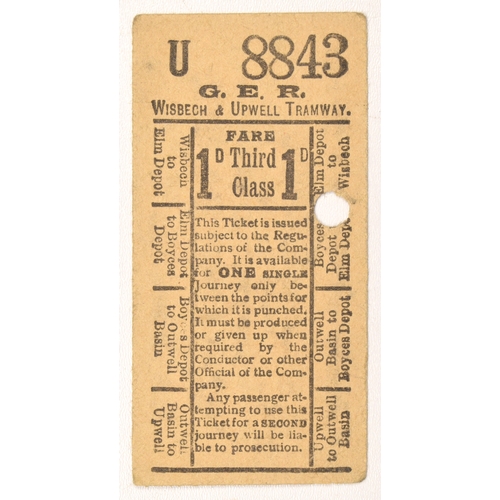 U 8843
G. E. R.
WISBECH & UPWELL TRAMWAY.
Wisbech
to
Elm Depot
Elm Depot
to Boyces
Depot
Boyces Depot
to Outwell
Basin
Outwell
Basin to
Upwell
FARE
1D Third 1D
Class
This Ticket is issued
subject to the Regu-
lations of the Com-
pany. It is available
for ONE SINGLE
Journey only be-
tween the points for
which it is punched.
It must be produced
or given up when
required by the
Conductor or other
Official of the Com-
pany.
Any passenger at-
tempting to use this
Ticket for a SECOND
journey will be lia-
ble to prosecution.
Elm Depot
to
Wisbech
Boyces
Depot to
Elm Depo
Outwell
Basin to
Boyces Depot
Upwell
to Outwell
Basin